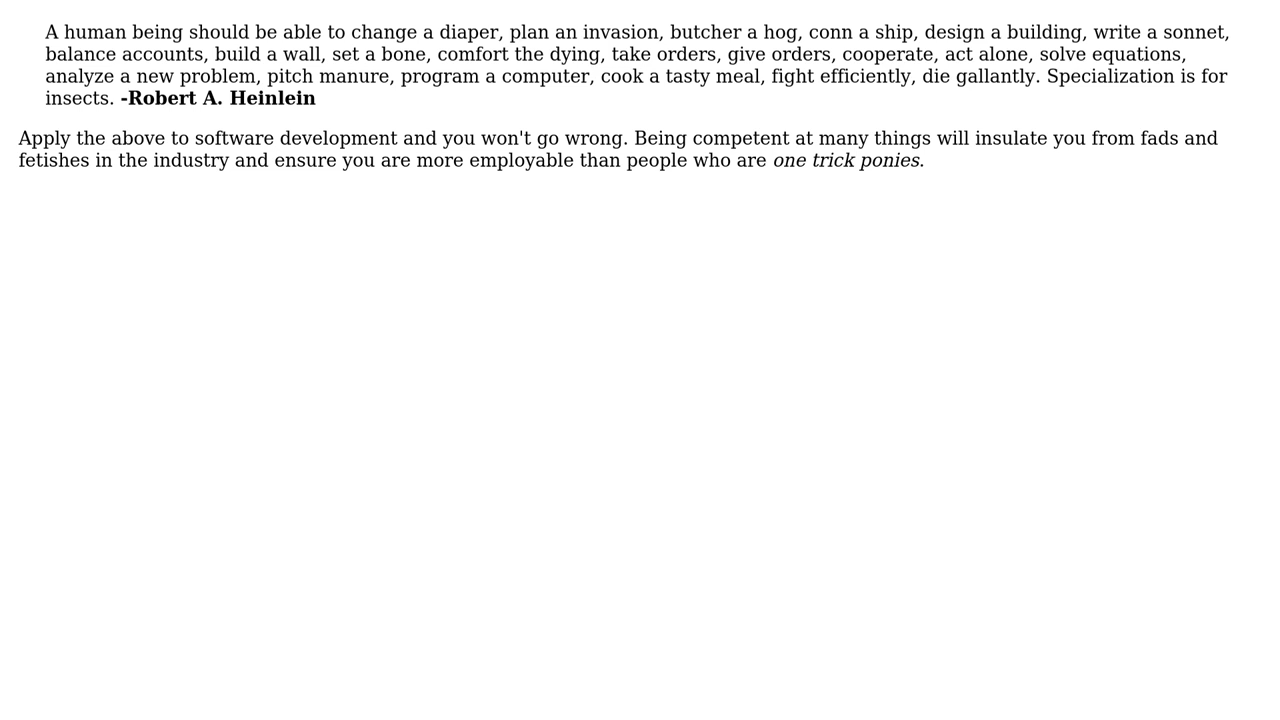 A human being should be able to change a diaper, plan an invasion, butcher a hog, conn a ship, design a building, write a sonnet,
balance accounts, build a wall, set a bone, comfort the dying, take orders, give orders, cooperate, act alone, solve equations,
analyze a new problem, pitch manure, program a computer, cook a tasty meal, fight efficiently, die gallantly. Specialization is for
insects. -Robert A. Heinlein
Apply the above to software development and you won't go wrong. Being competent at many things will insulate you from fads and
fetishes in the industry and ensure you are more employable than people who are one trick ponies.